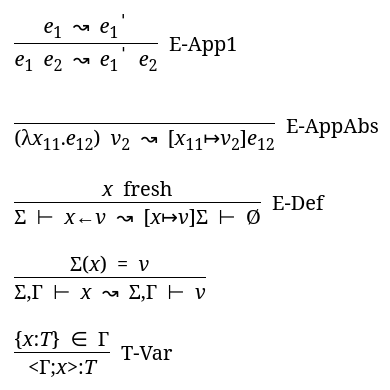 e₁ ⇝ e₁'
e₁ e₂ ⇝ e₁' e₂
E-App1
(λx₁₁.e₁₂) v₂ ⇝ [x₁₁↦v₂]e₁₂
E-AppAbs
x fresh
Σ ⊢ x←v ⇝ [x↦v]Σ ⊢ Ø
E-Def
Σ(x) = v
Σ,Γ ⊢ x ⇝ Σ,Γ ⊢ v
{x:T} ∈ Γ
<Γ;x>:T
T-Var